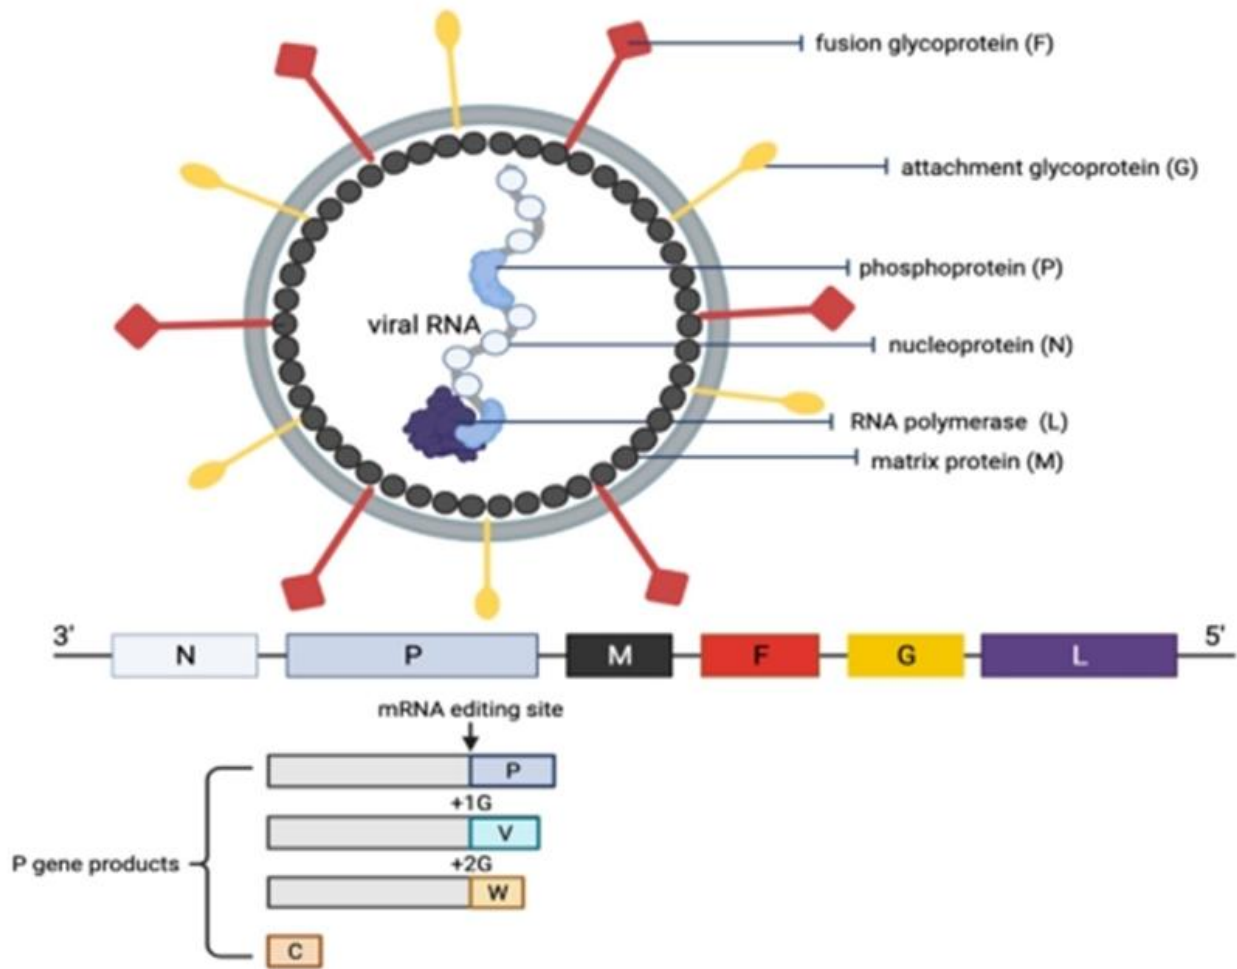 fusion glycoprotein (F)
attachment glycoprotein (G)
phosphoprotein (P)
viral RNA
nucleoprotein (N)
RNA polymerase (L)
matrix protein (M)
3' N P M F G L 5'
mRNA editing site
P
+1G
V
+2G
P gene products
W
C